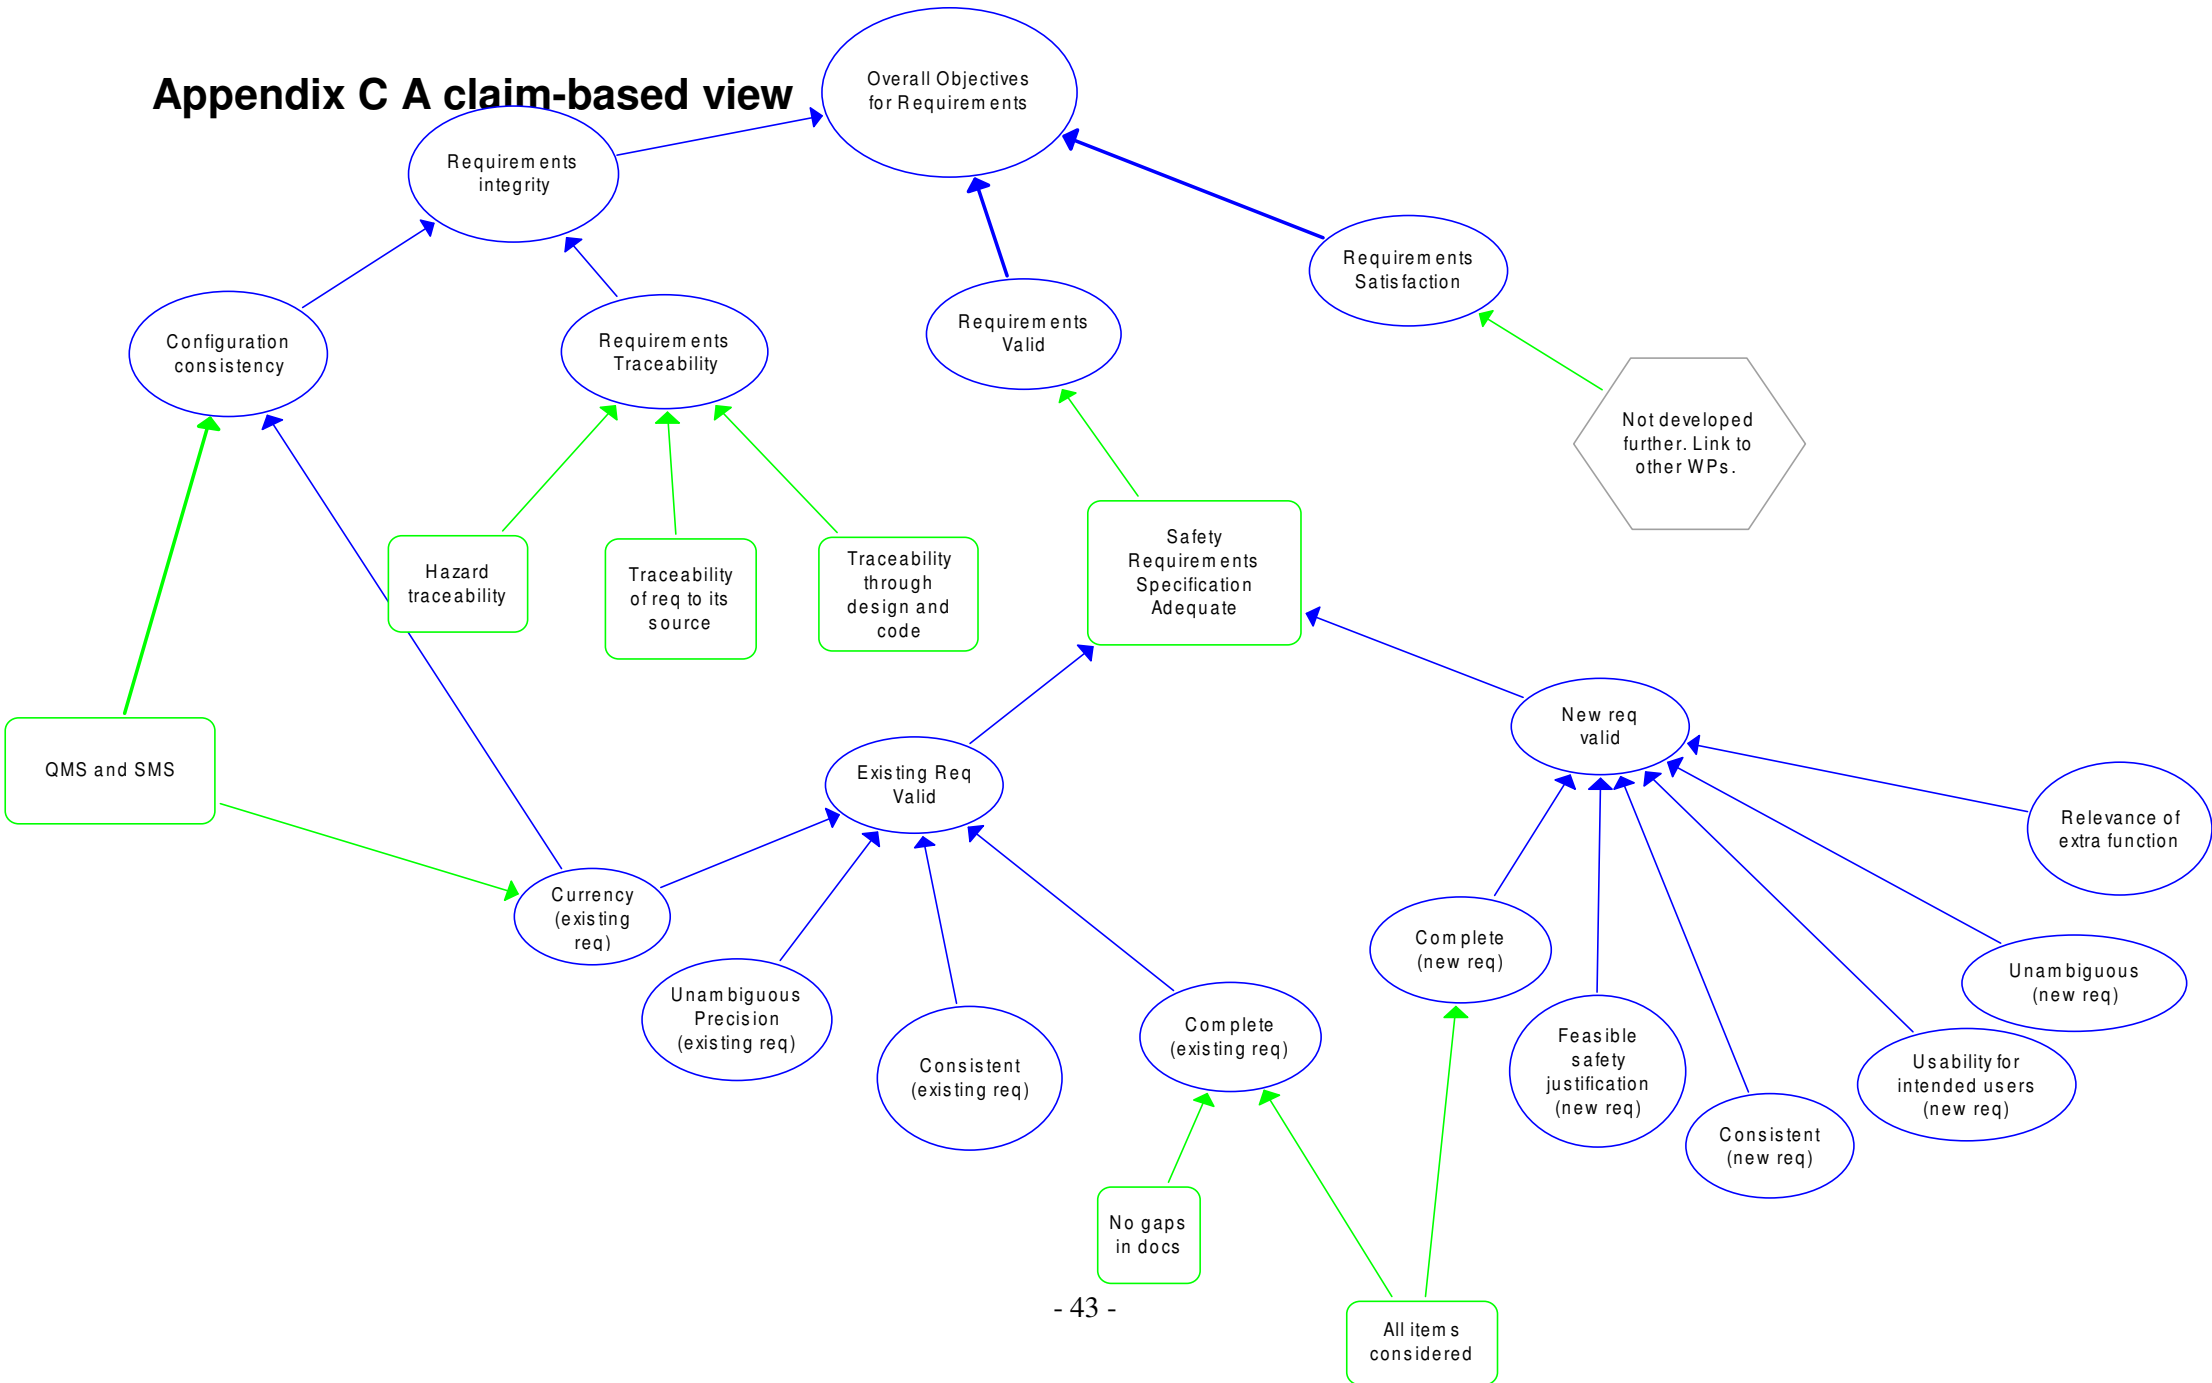 Appendix C A claim-based view
Overall Objectives
for Requirements
Requirements
integrity
Requirements
Satisfaction
Requirements
Valid
Configuration
consistency
Requirements
Traceability
Not developed
further. Link to
other WPs.
Hazard
traceability
Traceability
of req to its
source
Traceability
through
design and
code
Safety
Requirements
Specification
Adequate
QMS and SMS
New req
valid
Existing Req
Valid
Relevance of
extra function
Currency
(existing
req)
Complete
(new req)
Unambiguous
(new req)
Unambiguous
Precision
(existing req)
Consistent
(existing req)
Complete
(existing req)
Feasible
safety
justification
(new req)
Usability for
intended users
(new req)
Consistent
(new req)
No gaps
in docs
- 43 -
All items
considered